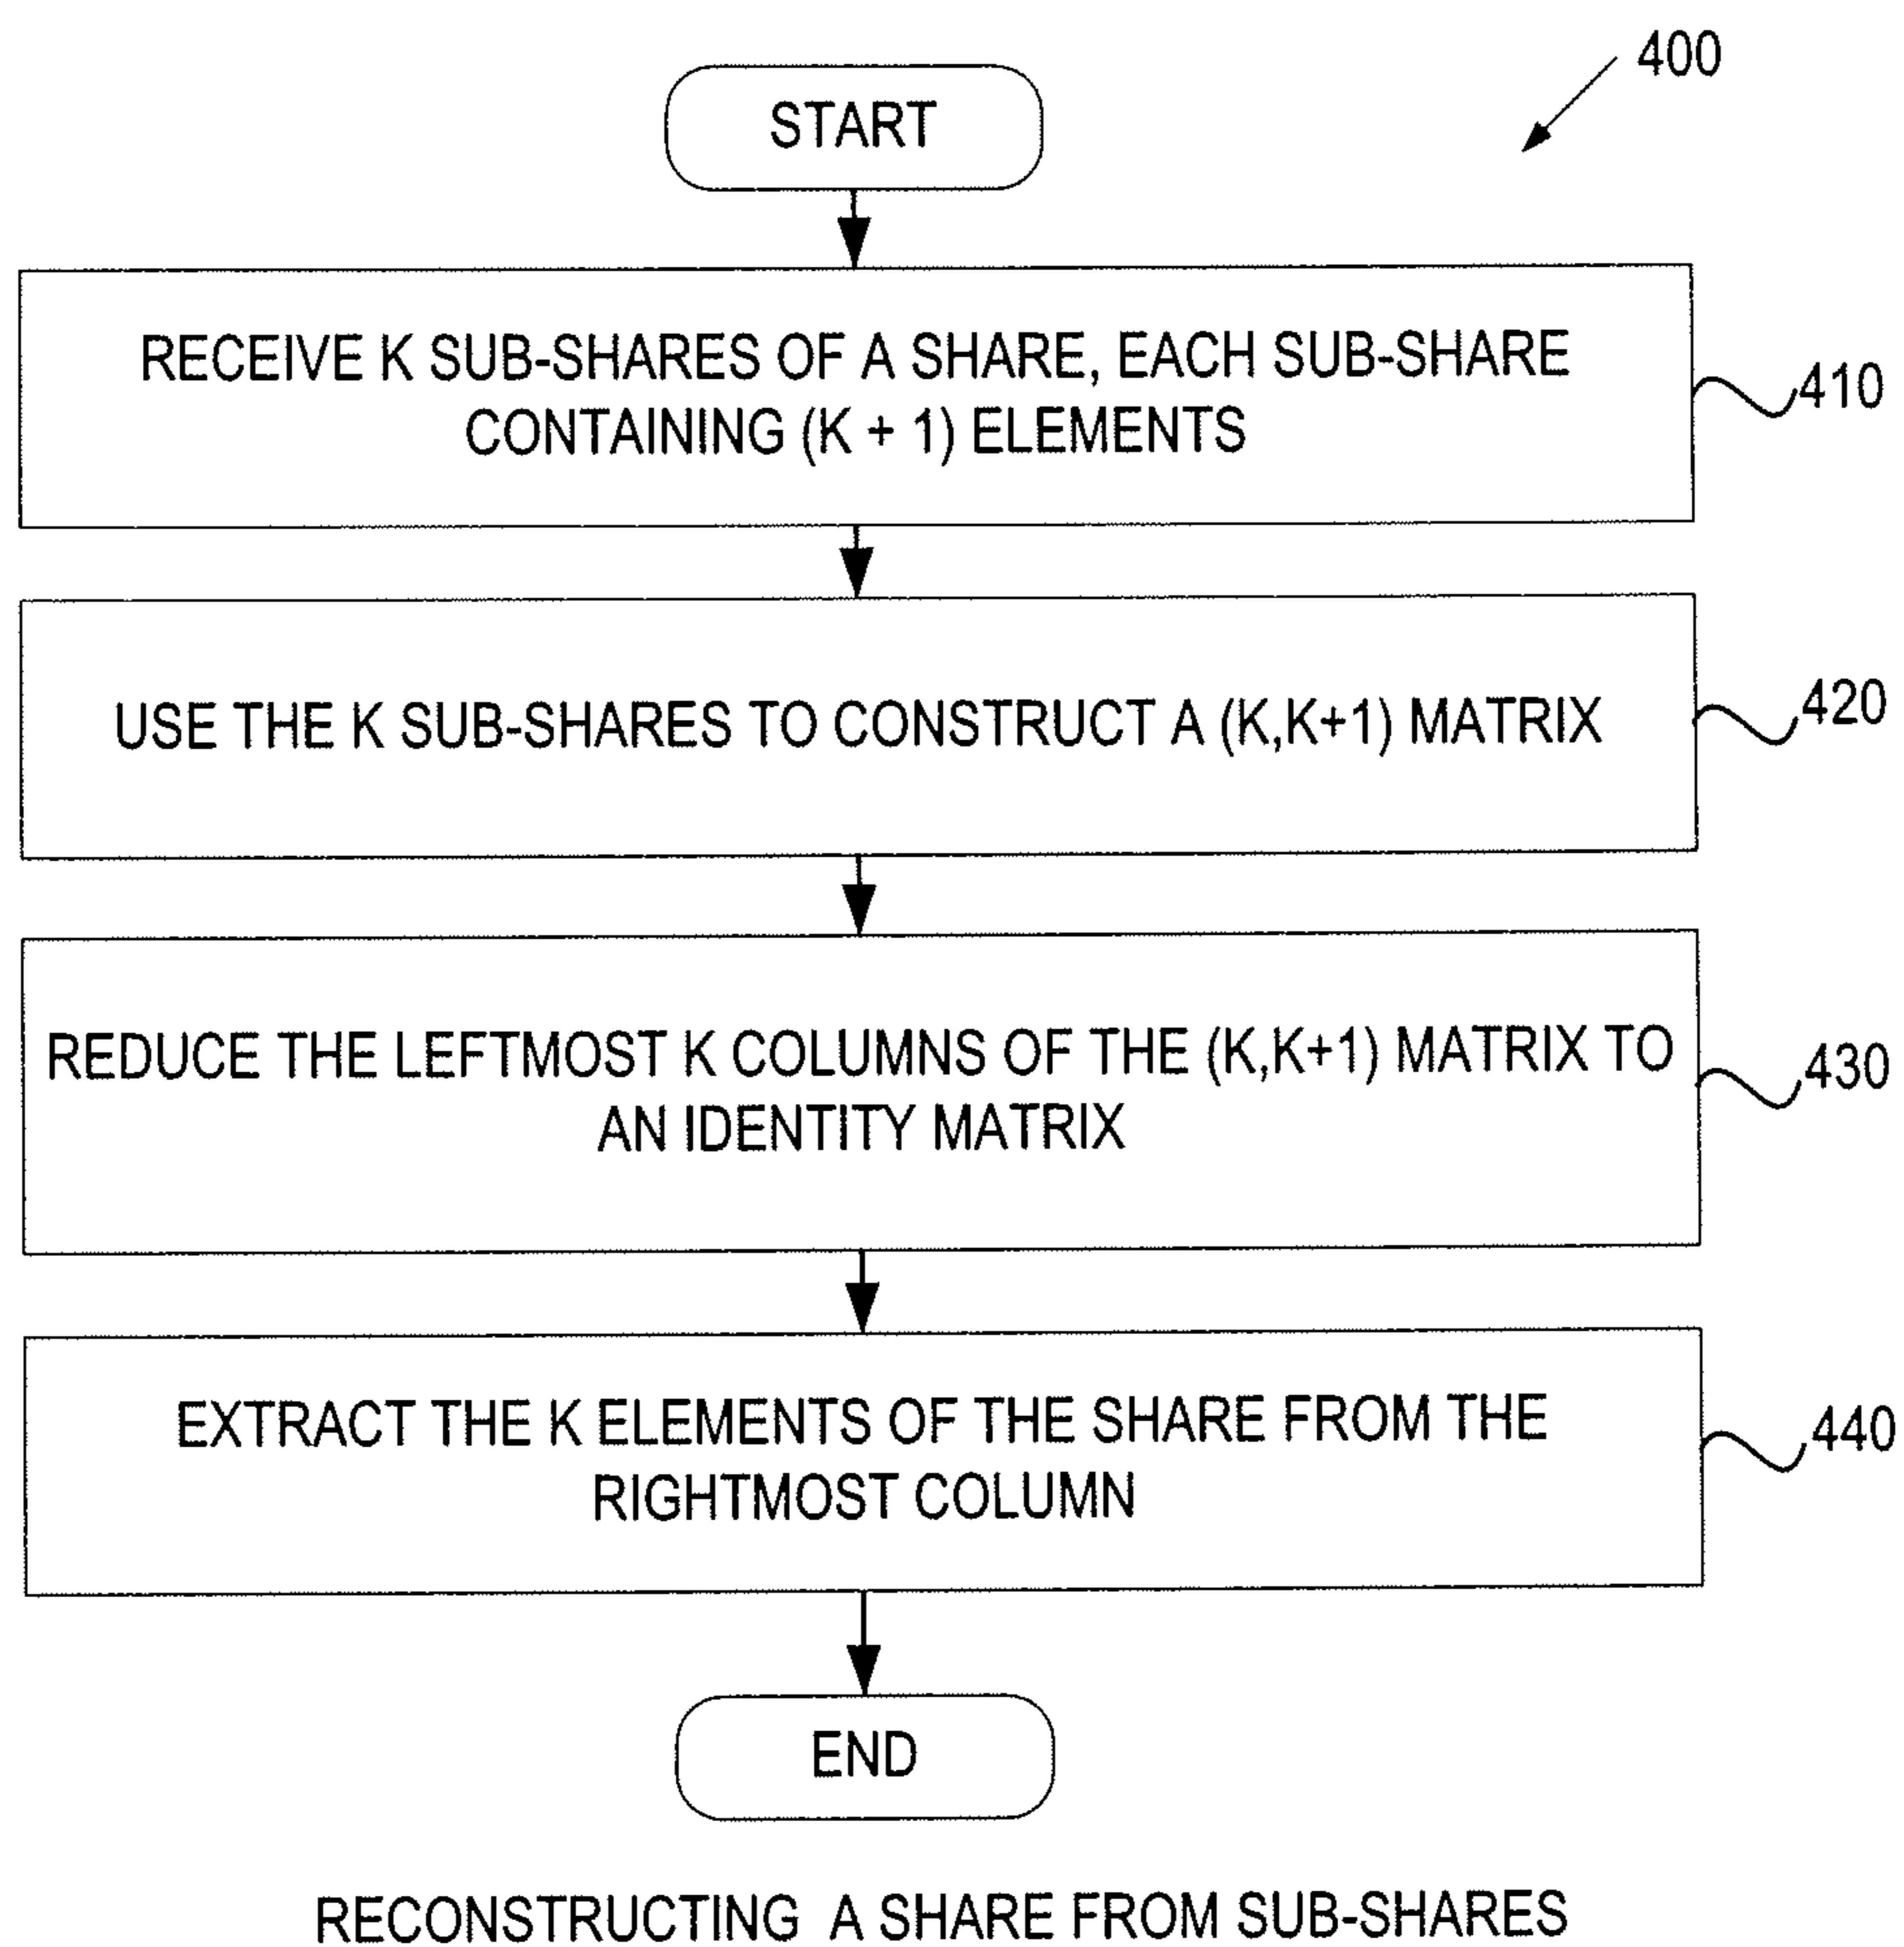 400
START
RECEIVE K SUB-SHARES OF A SHARE, EACH SUB-SHARE
CONTAINING (K + 1) ELEMENTS
410
USE THE K SUB-SHARES TO CONSTRUCT A (K,K+1) MATRIX
420
REDUCE THE LEFTMOST K COLUMNS OF THE (K,K+1) MATRIX TO
AN IDENTITY MATRIX
430
EXTRACT THE K ELEMENTS OF THE SHARE FROM THE
RIGHTMOST COLUMN
440
END
RECONSTRUCTING A SHARE FROM SUB-SHARES